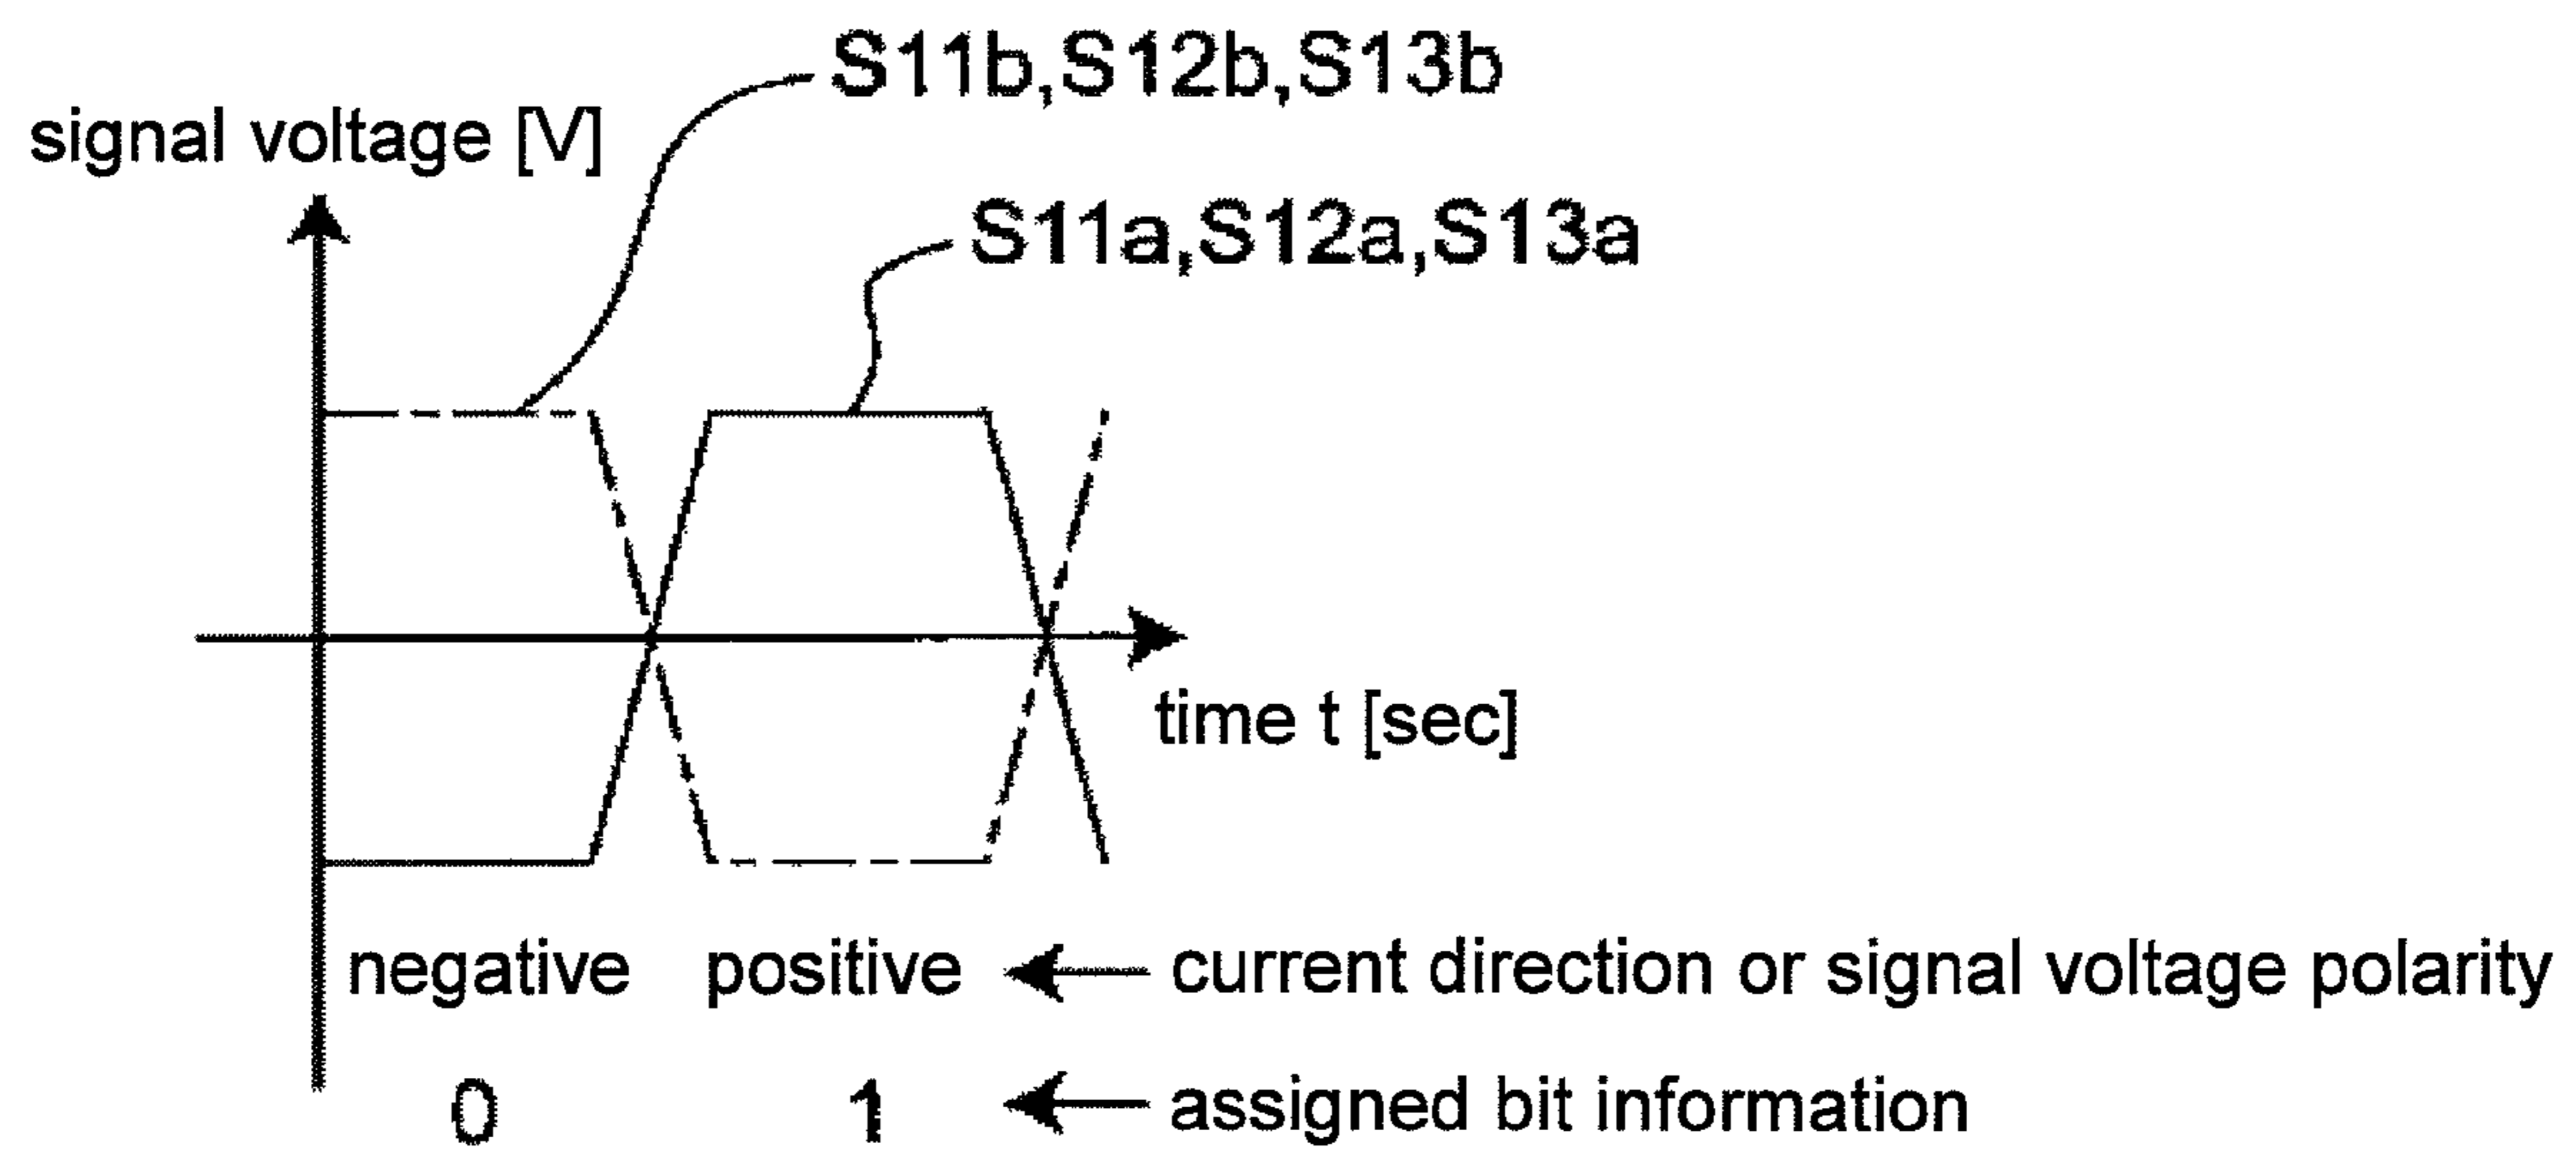 S11b,S12b,S13b
signal voltage [V]
S11a,S12a,S13a
time t [sec]
negative positive current direction or signal voltage polarity
0 1 assigned bit information